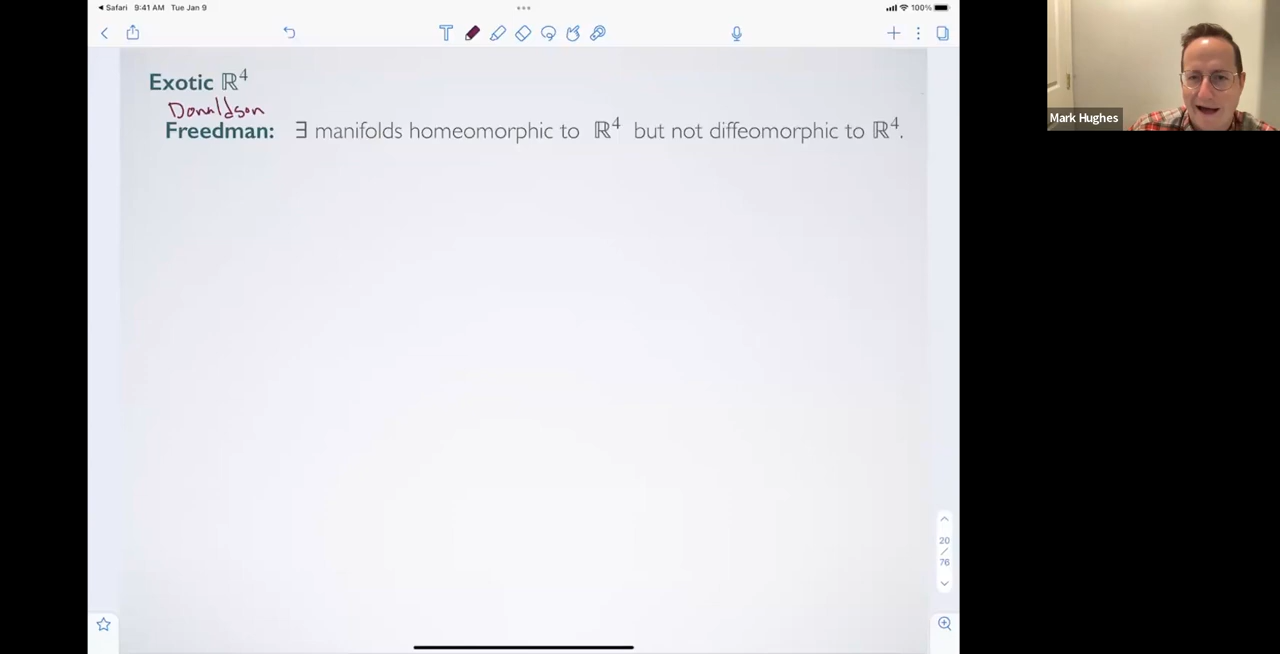 Safari 9:41 AM Tue Jan 9
100%
Exotic ℝ⁴
Donaldson
Freedman: ∃ manifolds homeomorphic to ℝ⁴ but not diffeomorphic to ℝ⁴.
Mark Hughes
20
/
76